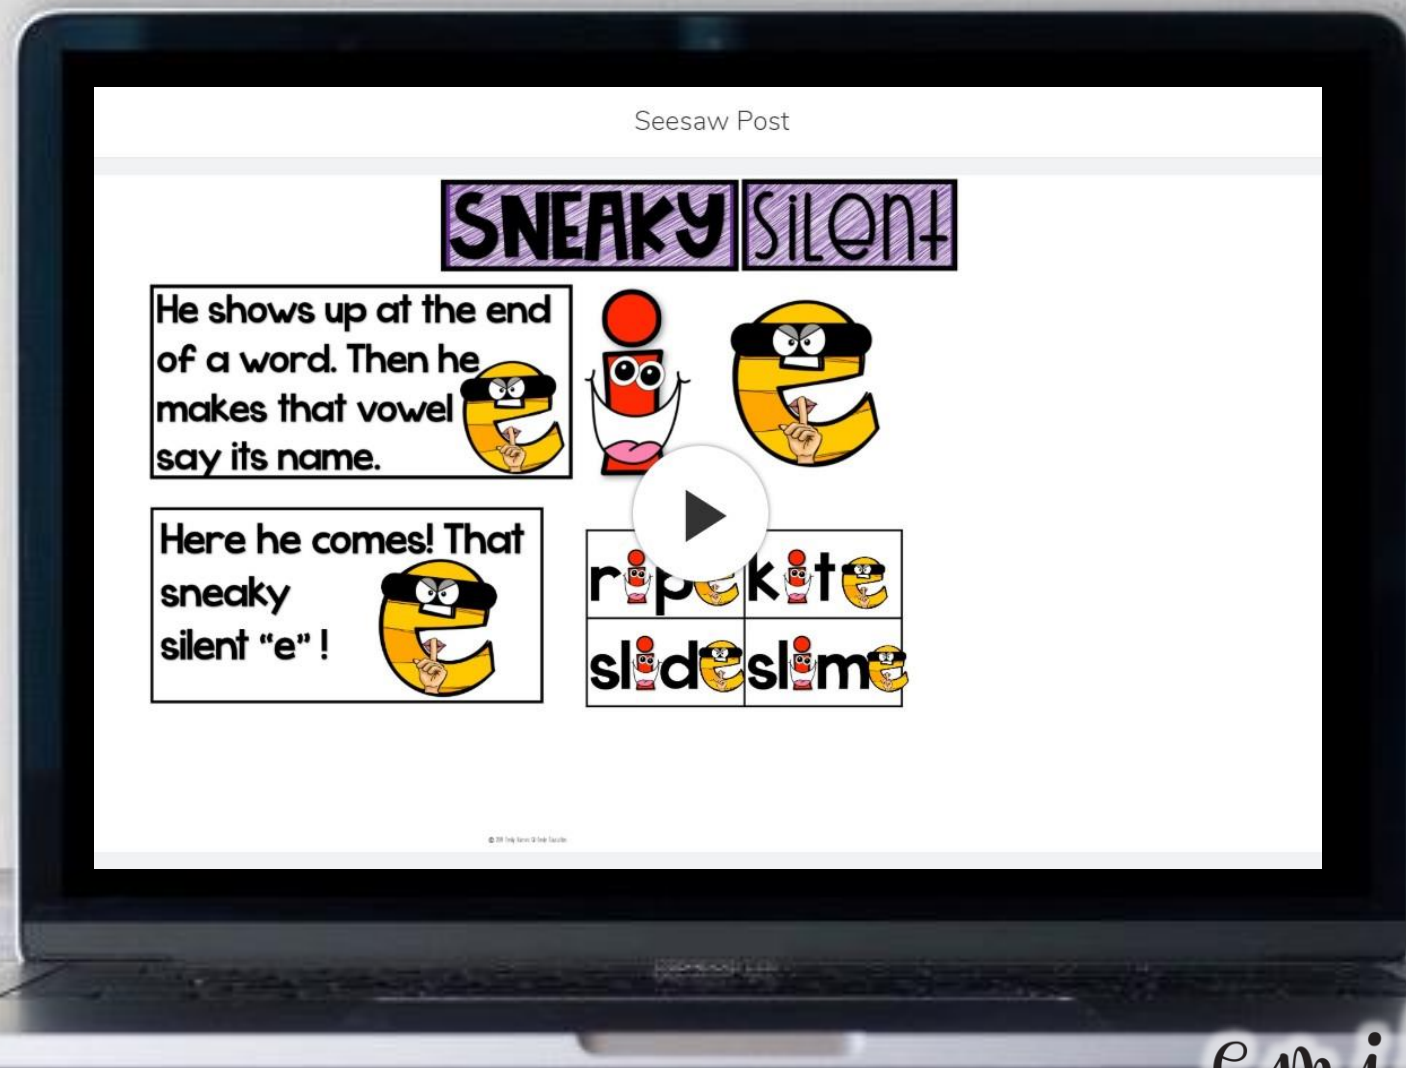 Seesaw Post
SNEAKY SiLent
He shows up at the end
of a word. Then he
makes that vowel
say its name.
i e
Here he comes! That
sneaky
silent “e” !
ripe kite
slide slime
emi